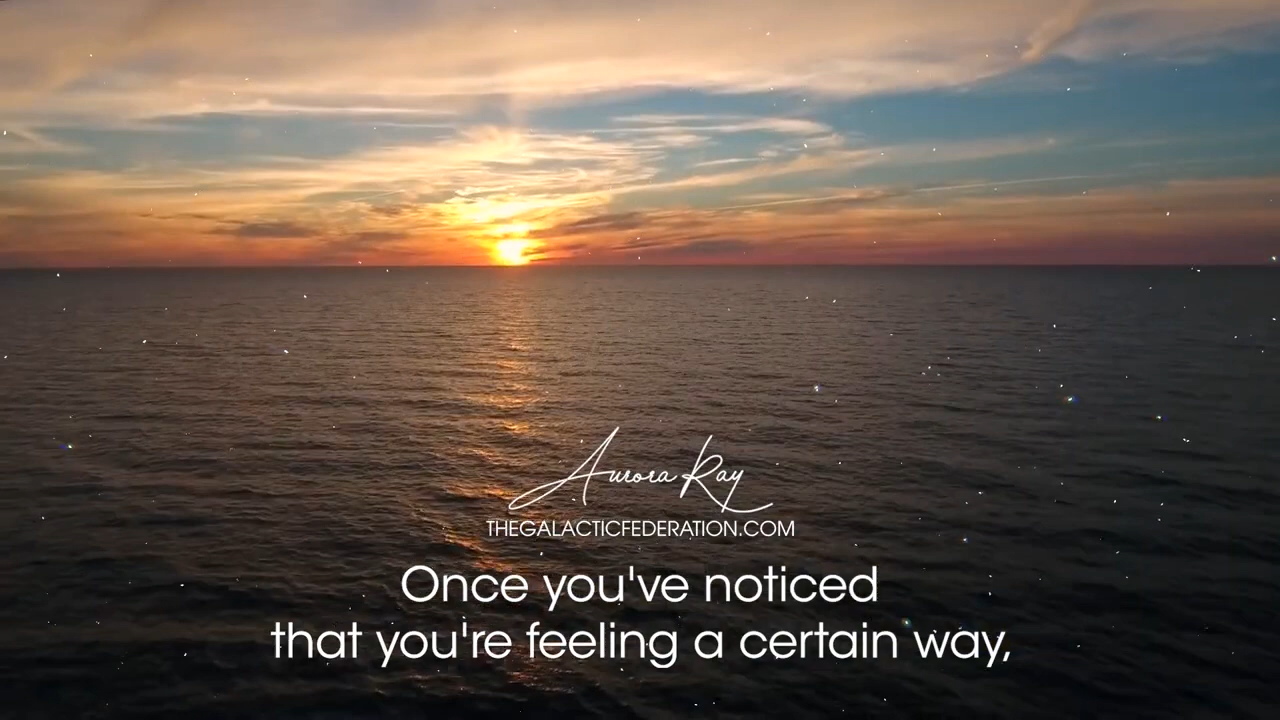 Aurora Ray
THEGALACTICFEDERATION.COM
Once you've noticed
that you're feeling a certain way,